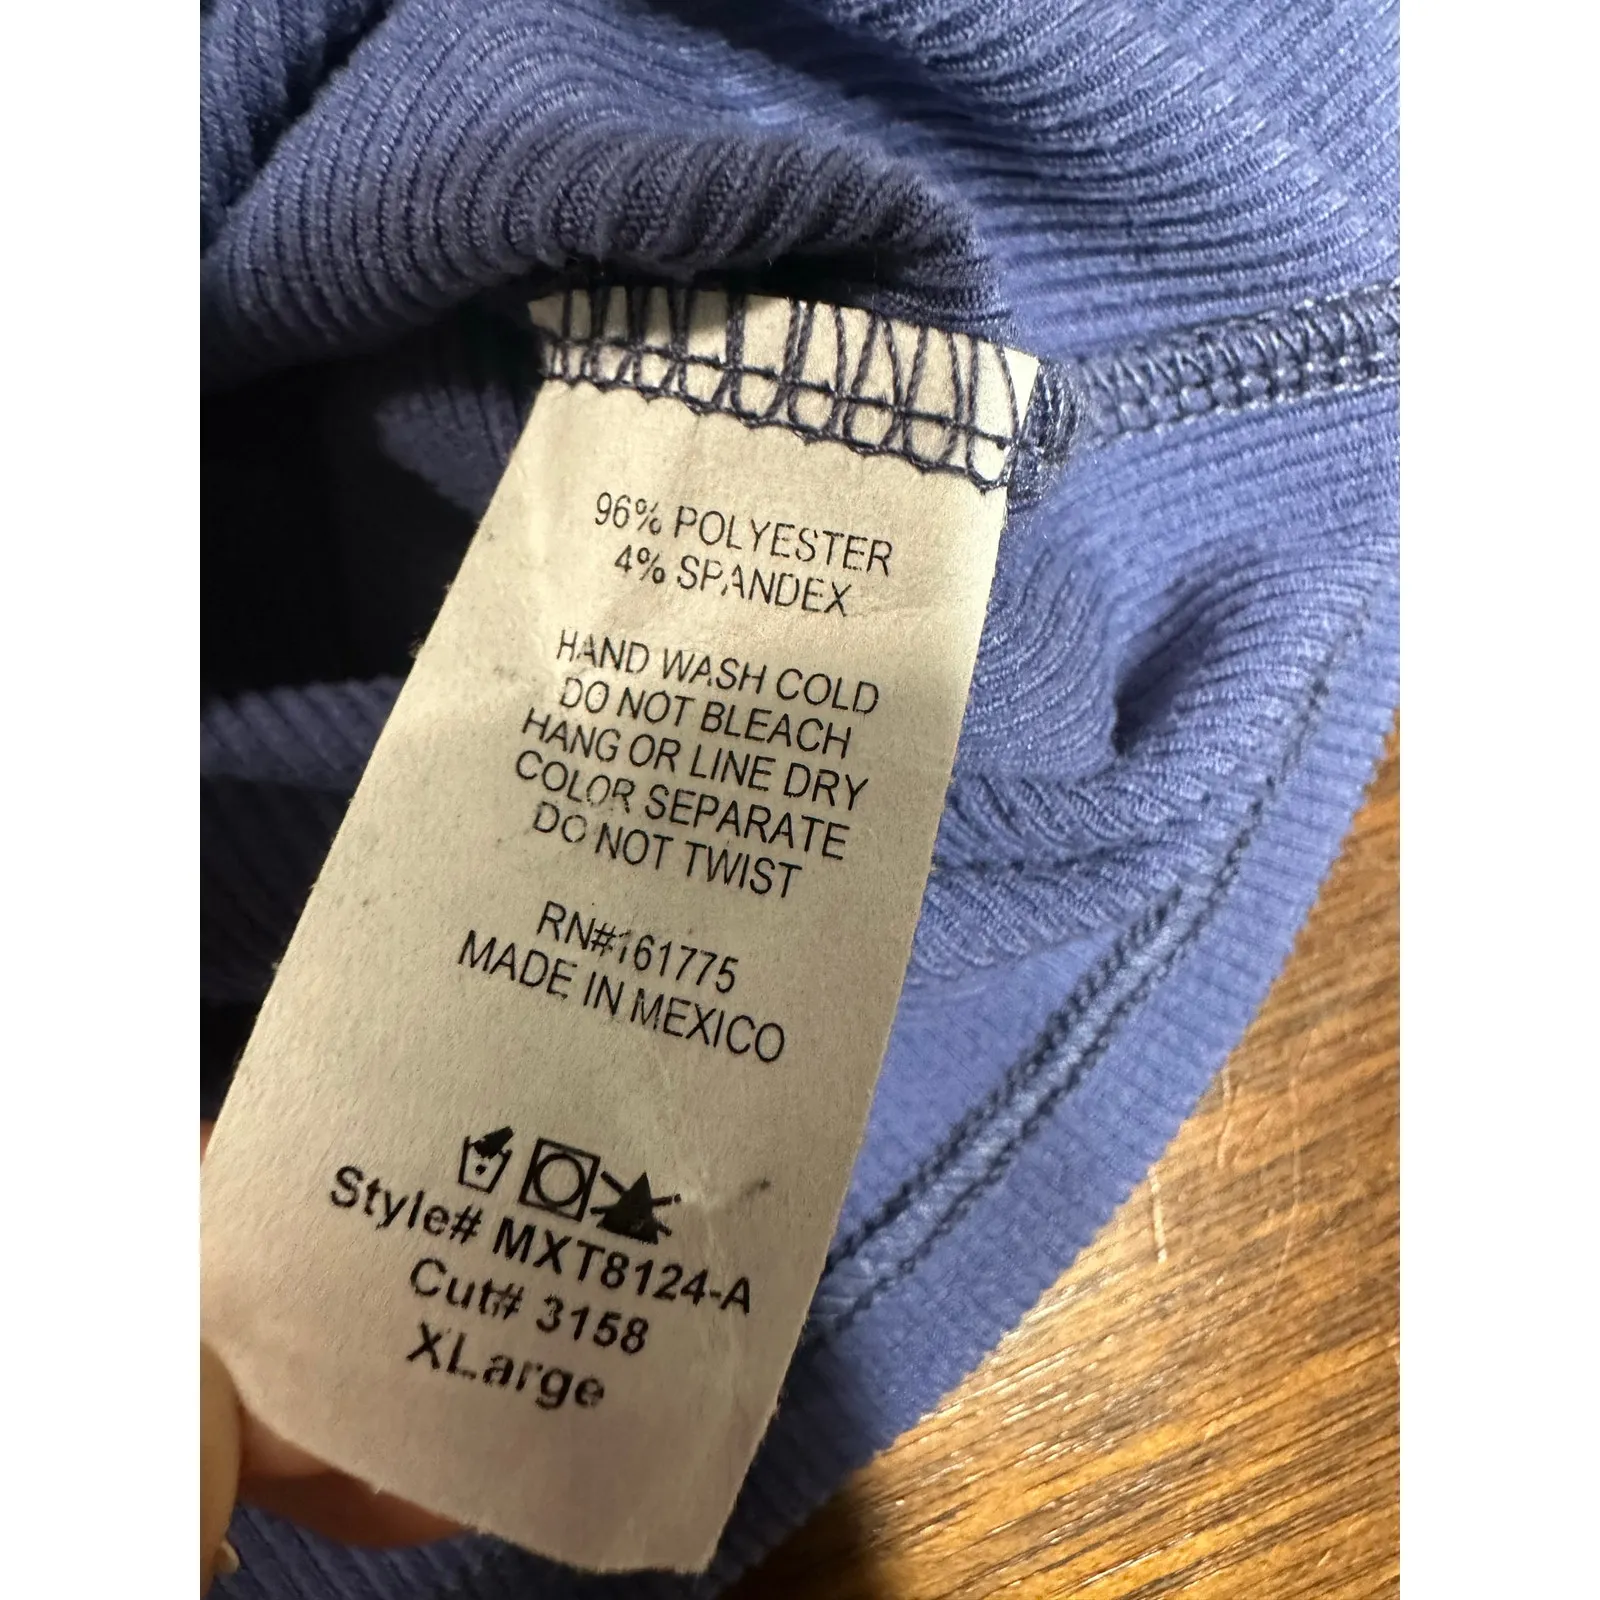 96% POLYESTER
4% SPANDEX
HAND WASH COLD
DO NOT BLEACH
HANG OR LINE DRY
COLOR SEPARATE
DO NOT TWIST
RN#161775
MADE IN MEXICO
Style# MXT8124-A
Cut# 3158
XLarge